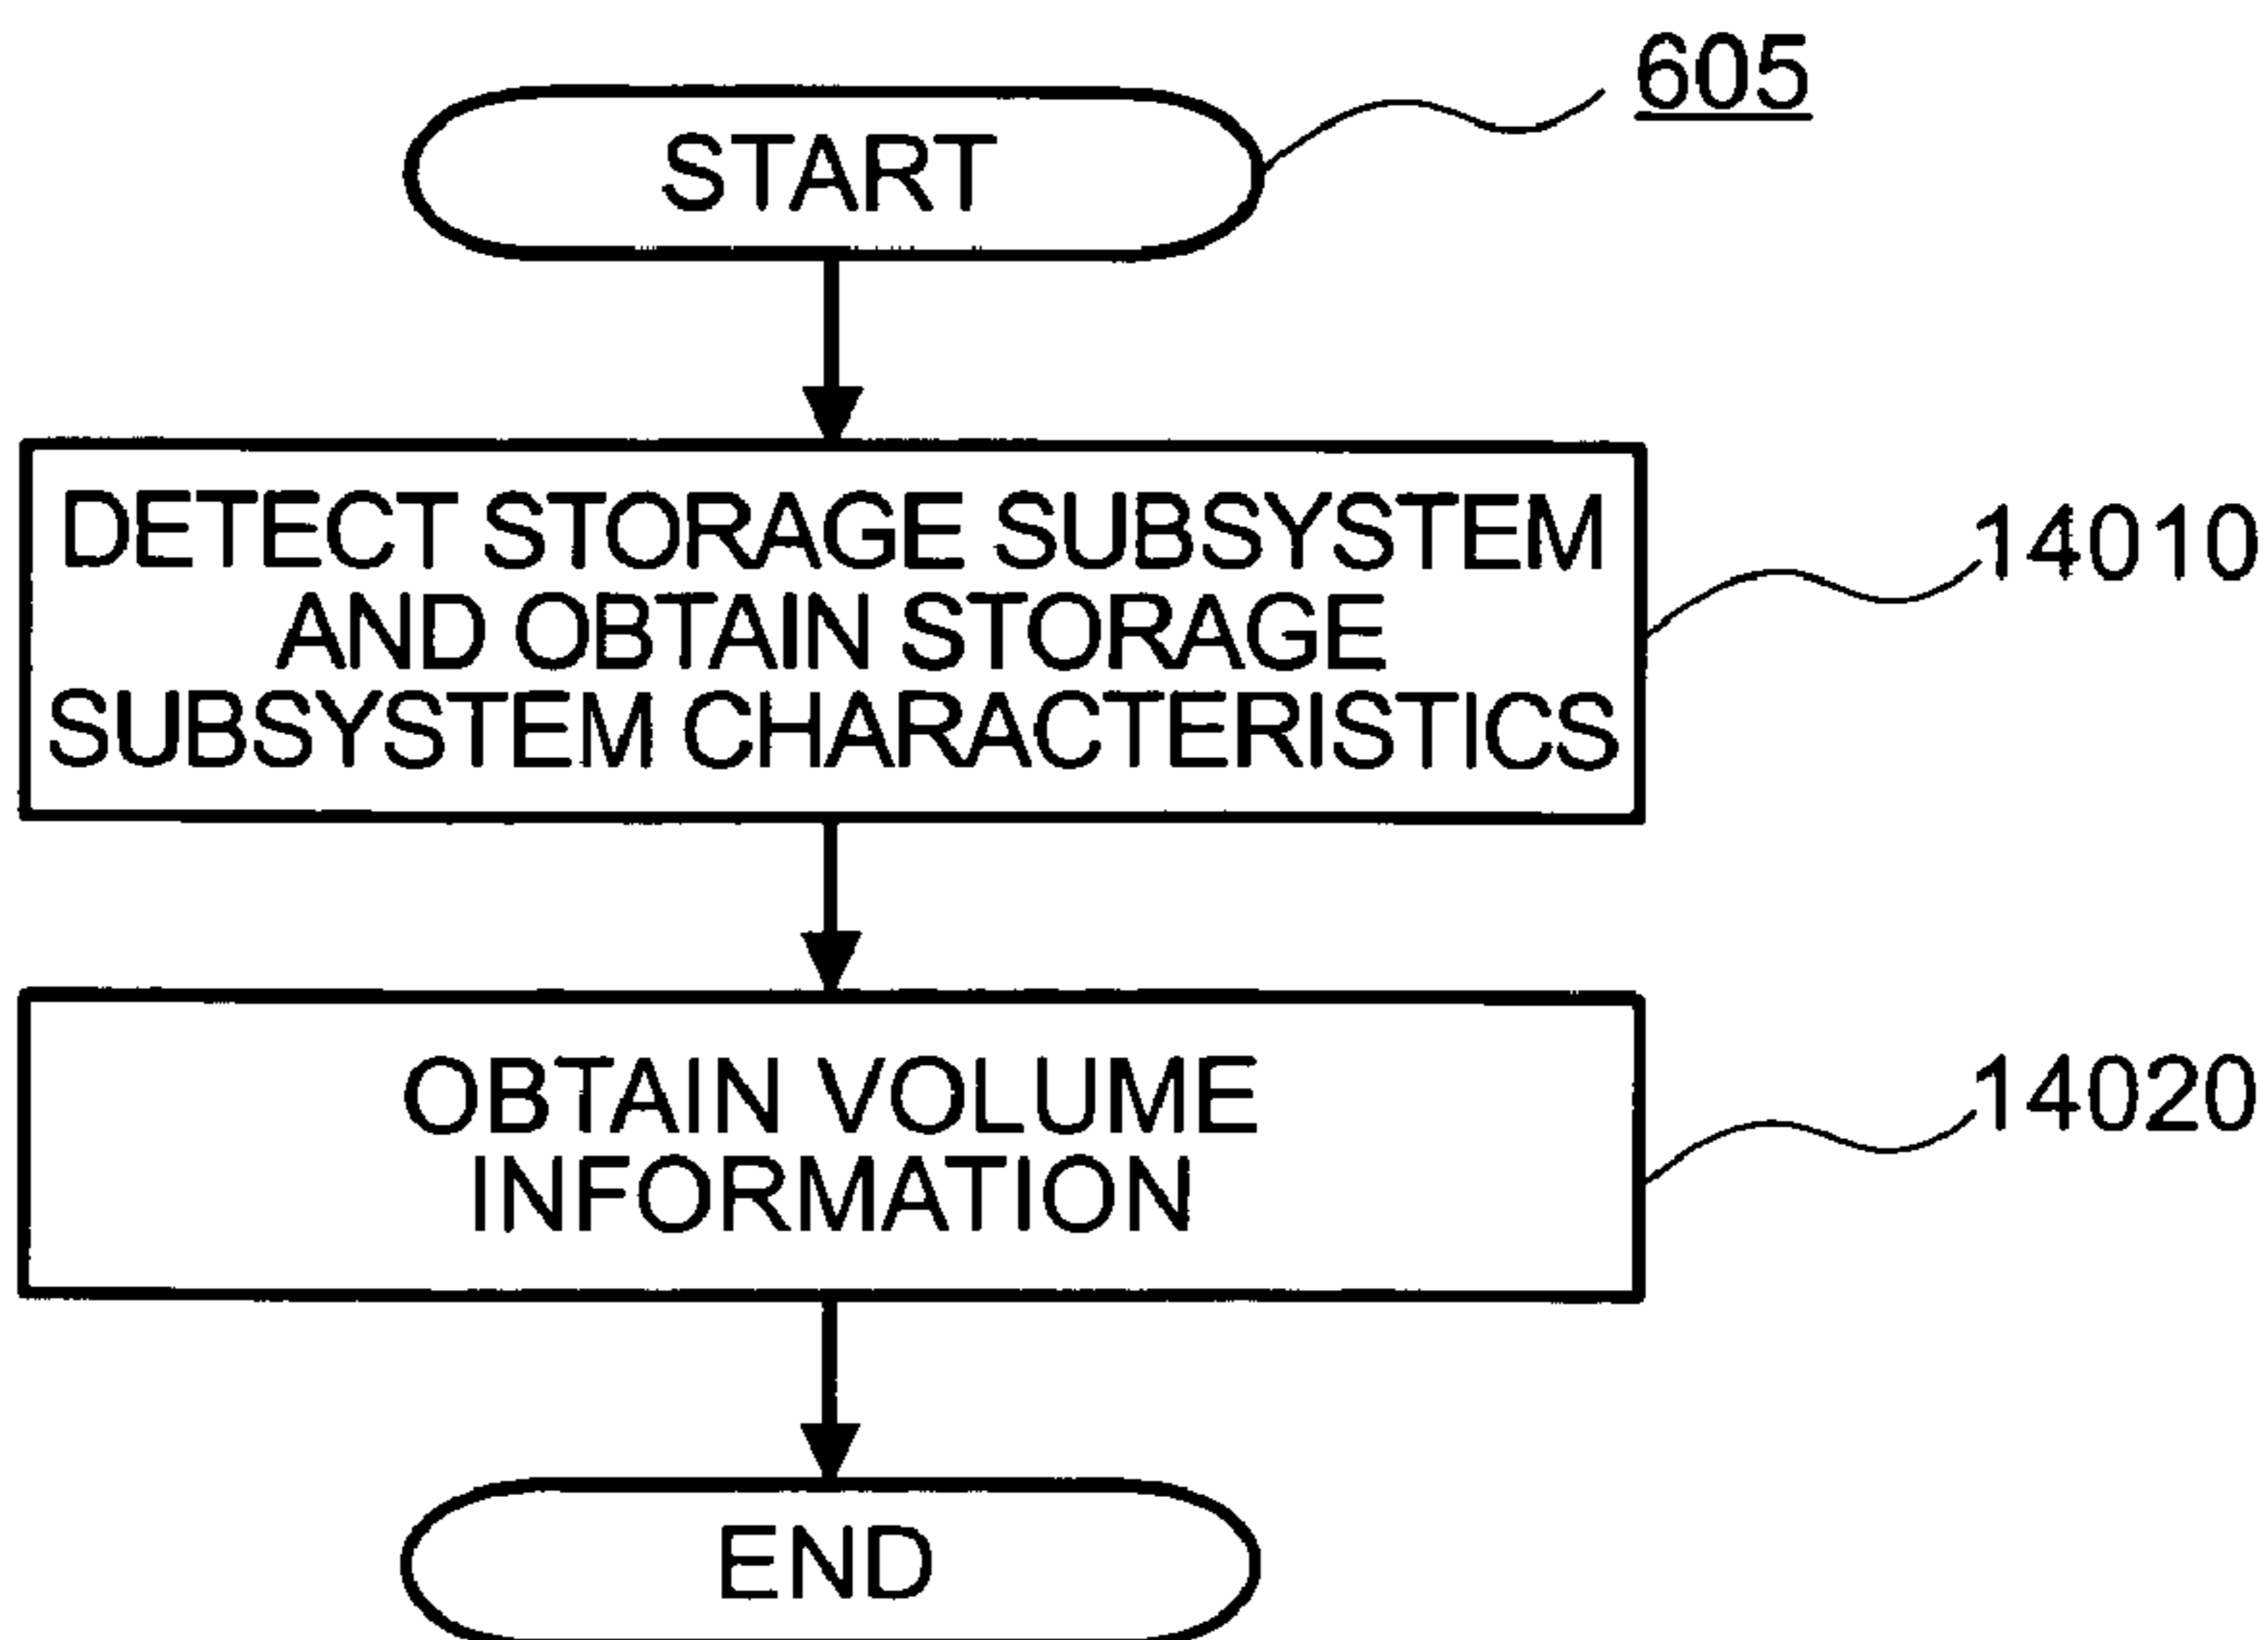 START
605
DETECT STORAGE SUBSYSTEM
AND OBTAIN STORAGE
SUBSYSTEM CHARACTERISTICS
14010
OBTAIN VOLUME
INFORMATION
14020
END